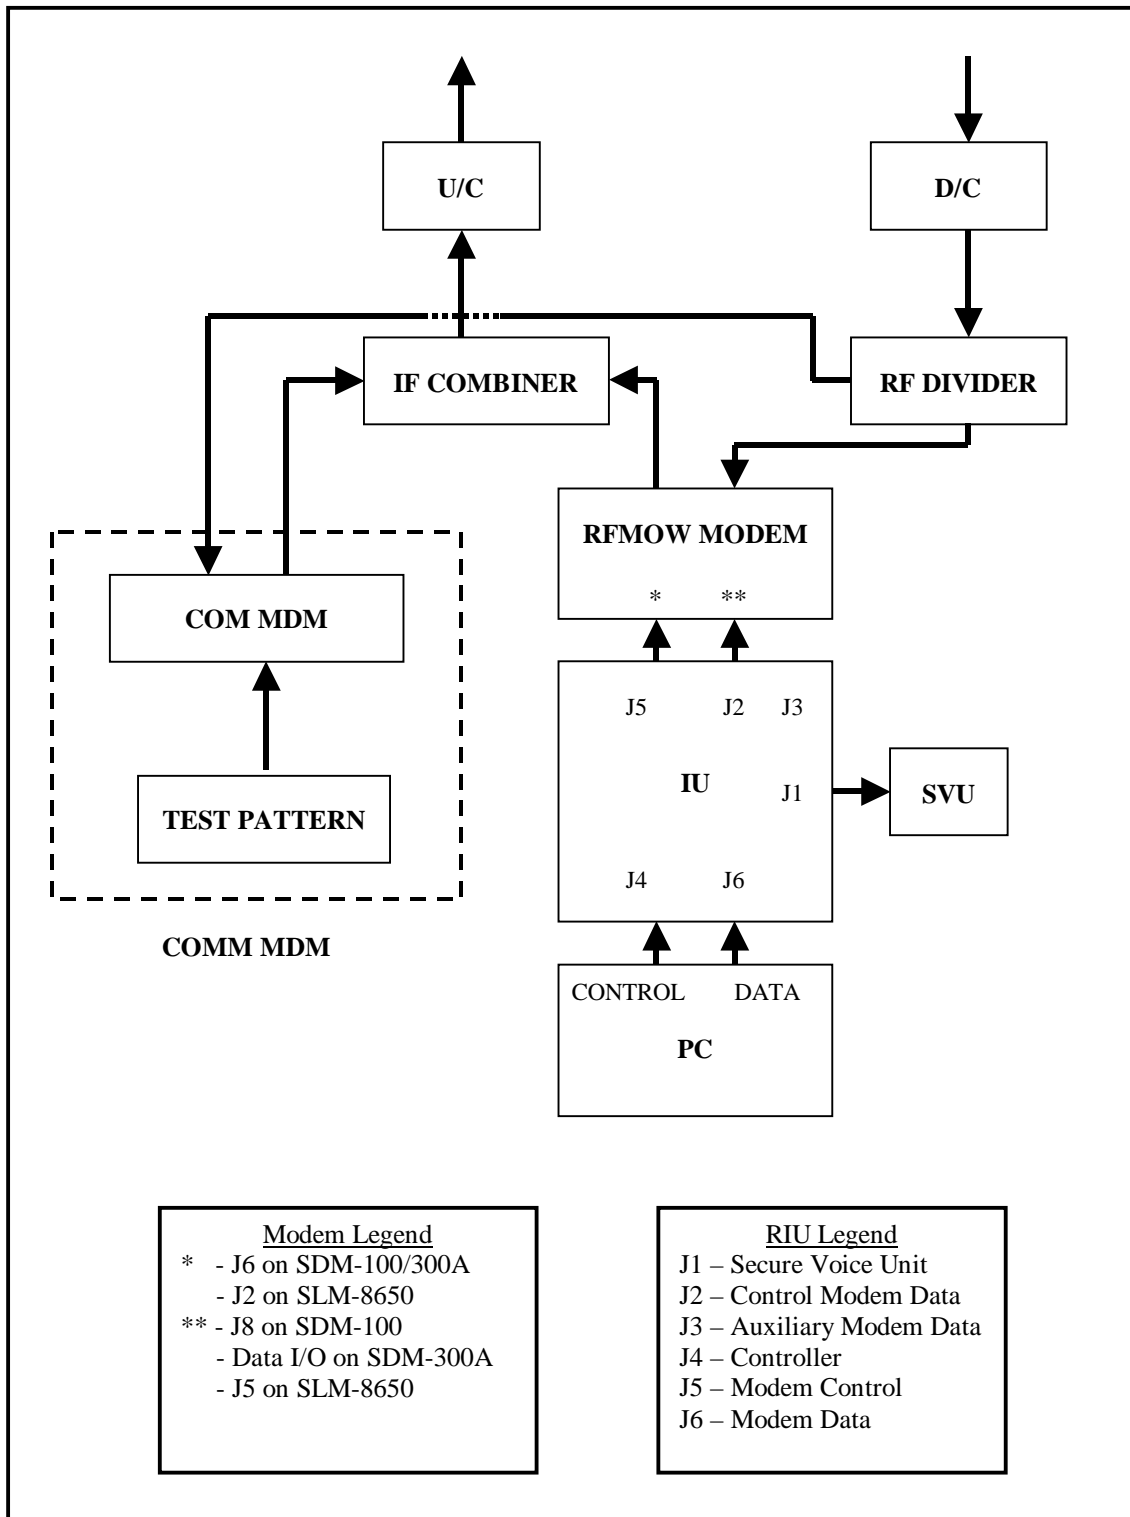 U/C
D/C
IF COMBINER
RF DIVIDER
RFMOW MODEM
* **
COM MDM
J5 J2 J3
IU
J1
SVU
TEST PATTERN
J4 J6
COMM MDM
CONTROL DATA
PC
Modem Legend
* - J6 on SDM-100/300A
- J2 on SLM-8650
** - J8 on SDM-100
- Data I/O on SDM-300A
- J5 on SLM-8650
RIU Legend
J1 – Secure Voice Unit
J2 – Control Modem Data
J3 – Auxiliary Modem Data
J4 – Controller
J5 – Modem Control
J6 – Modem Data